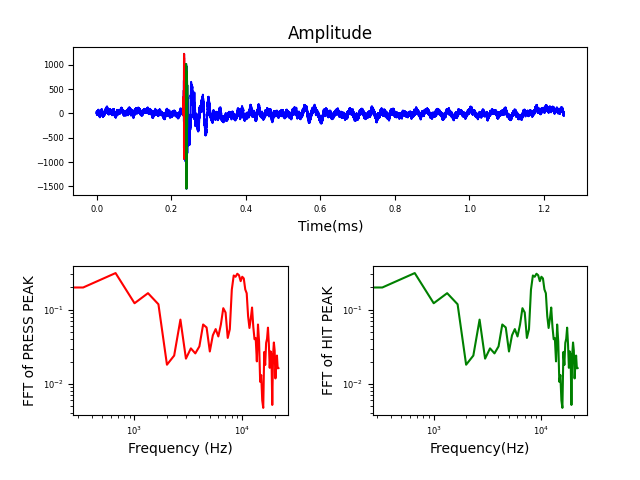 Amplitude
1000
500
0
−500
−1000
−1500
0.0 0.2 0.4 0.6 0.8 1.0 1.2
Time(ms)
FFT of PRESS PEAK
10⁻¹
10⁻²
10³ 10⁴
Frequency (Hz)
FFT of HIT PEAK
10⁻¹
10⁻²
10³ 10⁴
Frequency(Hz)